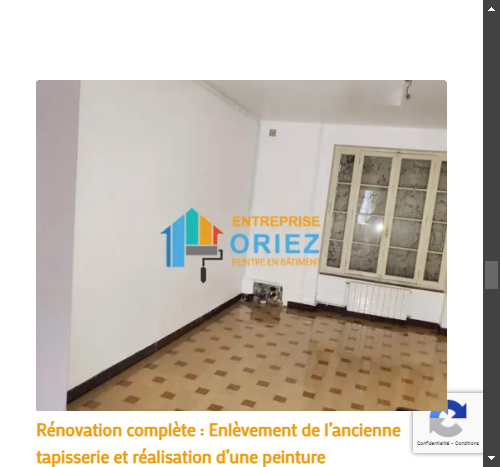 ENTREPRISE
ORIEZ
PEINTRE EN BÂTIMENT
Rénovation complète : Enlèvement de l'ancienne
tapisserie et réalisation d'une peinture
Confidentialité - Conditions